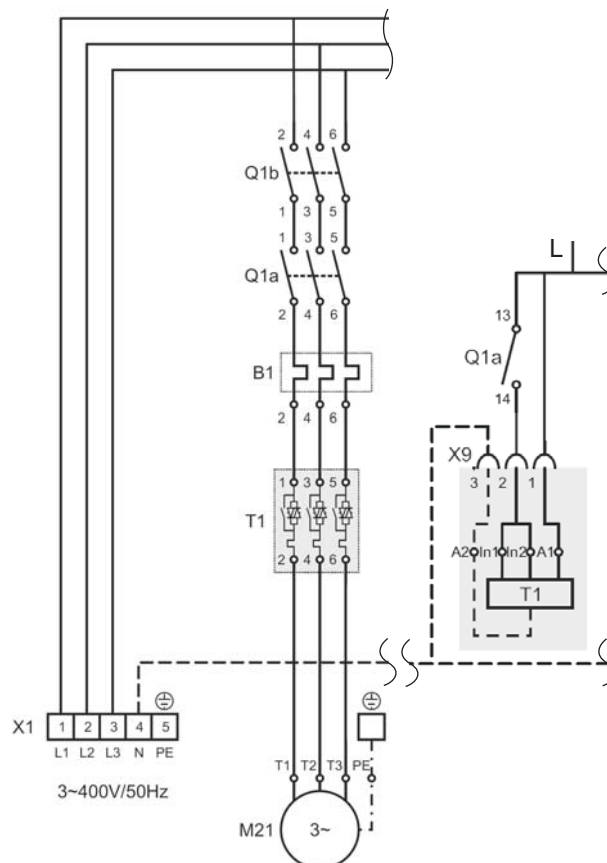 2 4 6
Q1b
1 3 5
1 3 5
Q1a
2 4 6
B1
2 4 6
1 3 5
T1
2 4 6
L
13
Q1a
14
X9
3 2 1
A2 In1 In2 A1
T1
X1 1 2 3 4 5
L1 L2 L3 N PE
3~400V/50Hz
T1 T2 T3 PE
M21 3~